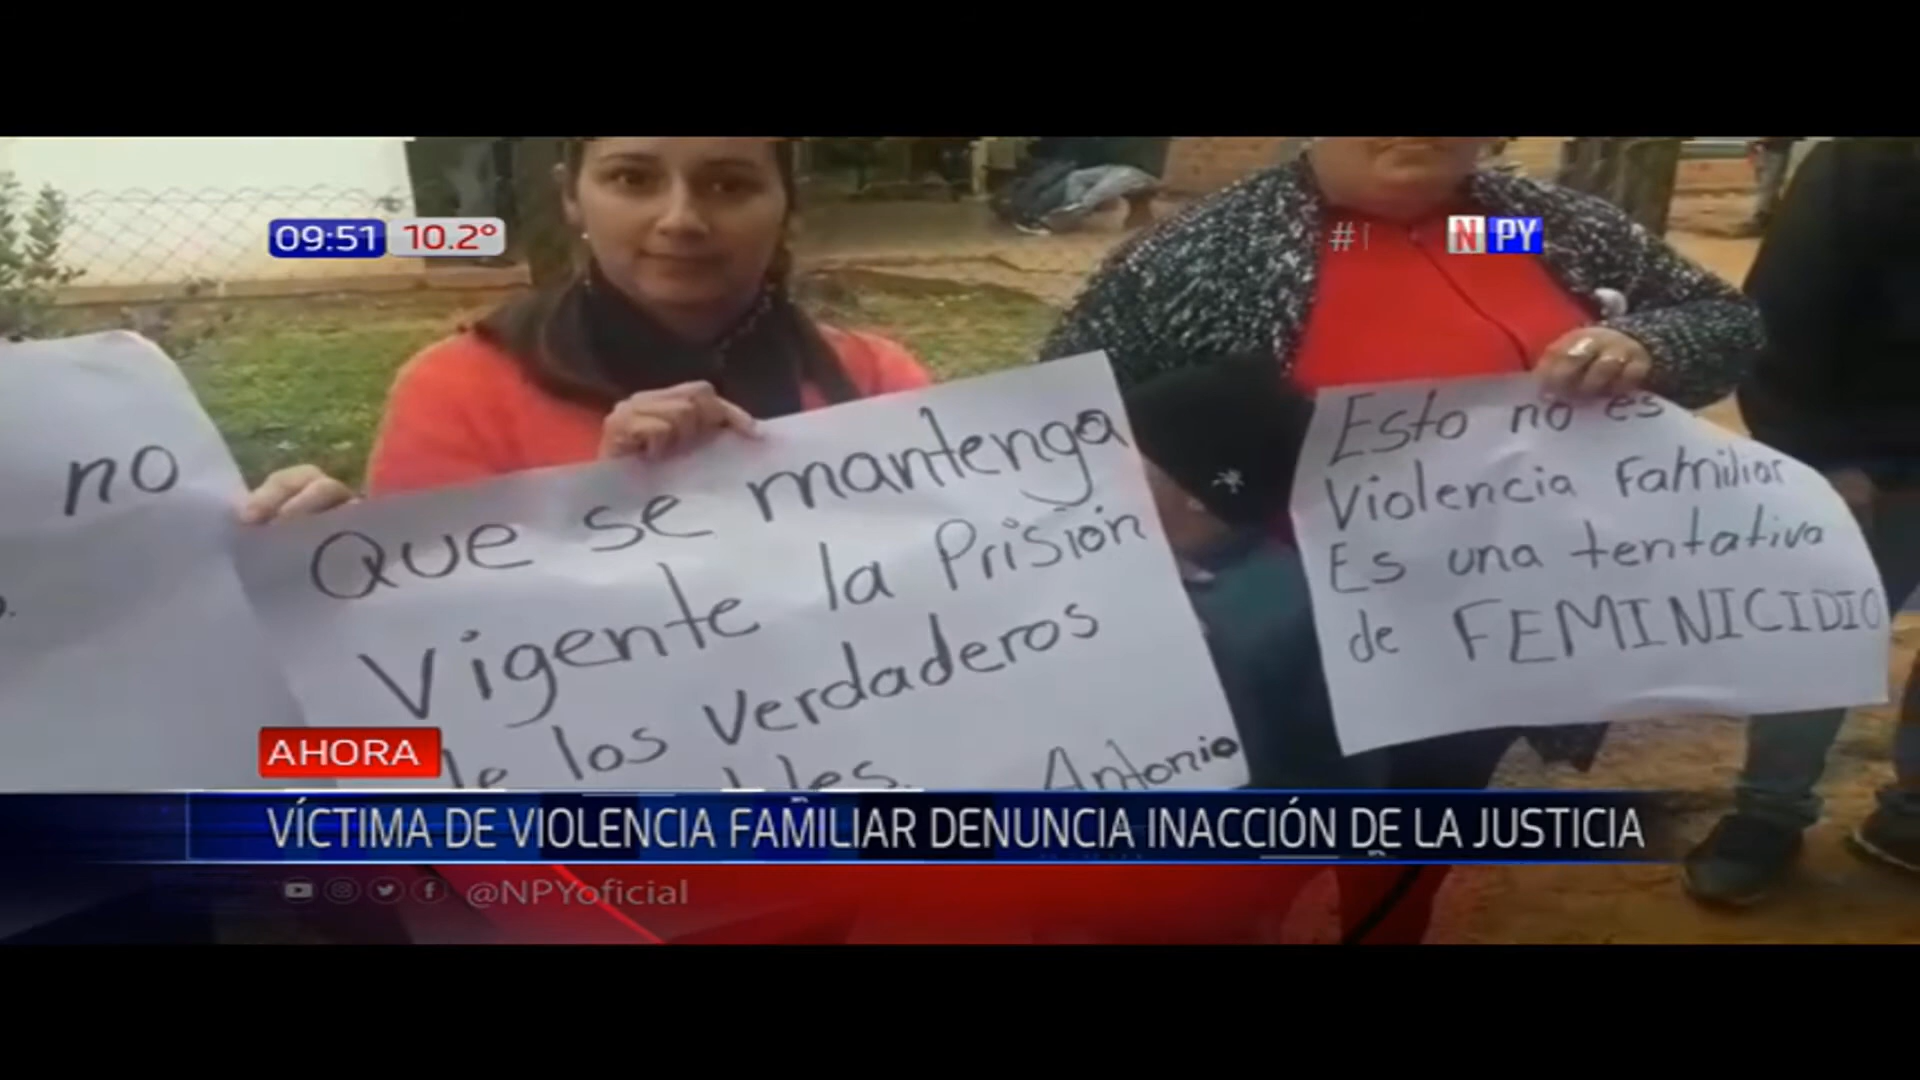 09:51 10.2°
#
NPY
no
Que se mantenga
Vigente la Prisión
de los Verdaderos
Antonio
Esto no es
Violencia Familiar
Es una tentativa
de FEMINICIDIO
AHORA
VÍCTIMA DE VIOLENCIA FAMILIAR DENUNCIA INACCIÓN DE LA JUSTICIA
@NPYoficial